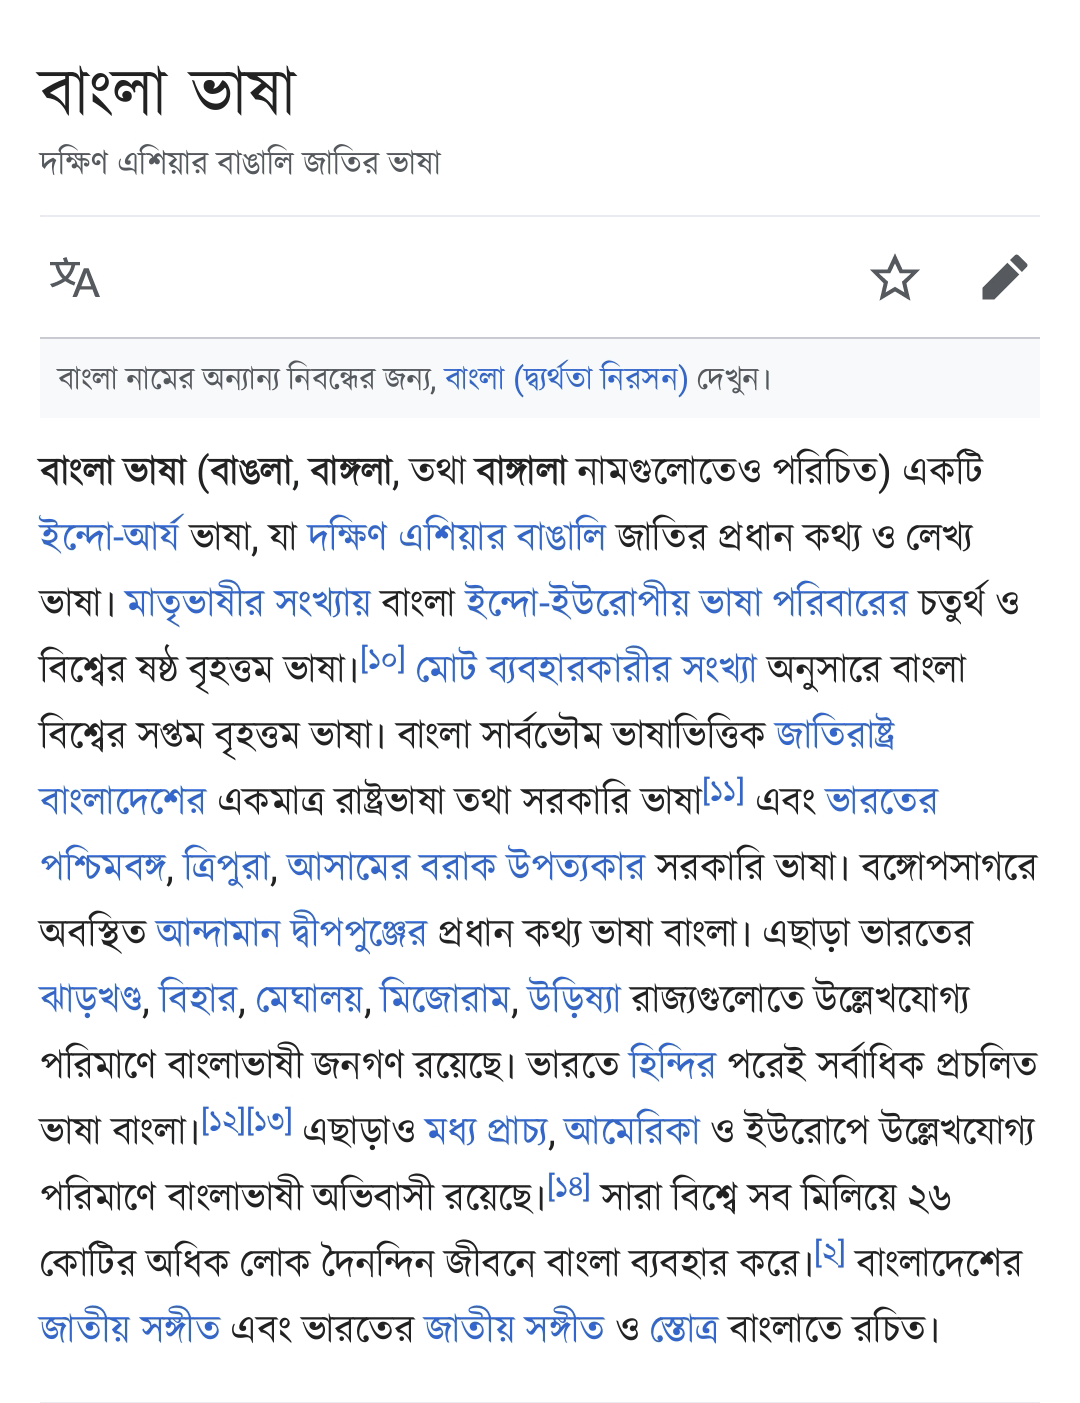 বাংলা ভাষা
দক্ষিণ এশিয়ার বাঙালি জাতির ভাষা
বাংলা নামের অন্যান্য নিবন্ধের জন্য, বাংলা (দ্ব্যর্থতা নিরসন) দেখুন।
বাংলা ভাষা (বাঙলা, বাঙ্গলা, তথা বাঙ্গালা নামগুলোতেও পরিচিত) একটি
ইন্দো-আর্য ভাষা, যা দক্ষিণ এশিয়ার বাঙালি জাতির প্রধান কথ্য ও লেখ্য
ভাষা। মাতৃভাষীর সংখ্যায় বাংলা ইন্দো-ইউরোপীয় ভাষা পরিবারের চতুর্থ ও
বিশ্বের ষষ্ঠ বৃহত্তম ভাষা।[১০] মোট ব্যবহারকারীর সংখ্যা অনুসারে বাংলা
বিশ্বের সপ্তম বৃহত্তম ভাষা। বাংলা সার্বভৌম ভাষাভিত্তিক জাতিরাষ্ট্র
বাংলাদেশের একমাত্র রাষ্ট্রভাষা তথা সরকারি ভাষা[১১] এবং ভারতের
পশ্চিমবঙ্গ, ত্রিপুরা, আসামের বরাক উপত্যকার সরকারি ভাষা। বঙ্গোপসাগরে
অবস্থিত আন্দামান দ্বীপপুঞ্জের প্রধান কথ্য ভাষা বাংলা। এছাড়া ভারতের
ঝাড়খণ্ড, বিহার, মেঘালয়, মিজোরাম, উড়িষ্যা রাজ্যগুলোতে উল্লেখযোগ্য
পরিমাণে বাংলাভাষী জনগণ রয়েছে। ভারতে হিন্দির পরেই সর্বাধিক প্রচলিত
ভাষা বাংলা।[১২][১৩] এছাড়াও মধ্য প্রাচ্য, আমেরিকা ও ইউরোপে উল্লেখযোগ্য
পরিমাণে বাংলাভাষী অভিবাসী রয়েছে।[১৪] সারা বিশ্বে সব মিলিয়ে ২৬
কোটির অধিক লোক দৈনন্দিন জীবনে বাংলা ব্যবহার করে।[২] বাংলাদেশের
জাতীয় সঙ্গীত এবং ভারতের জাতীয় সঙ্গীত ও স্তোত্র বাংলাতে রচিত।